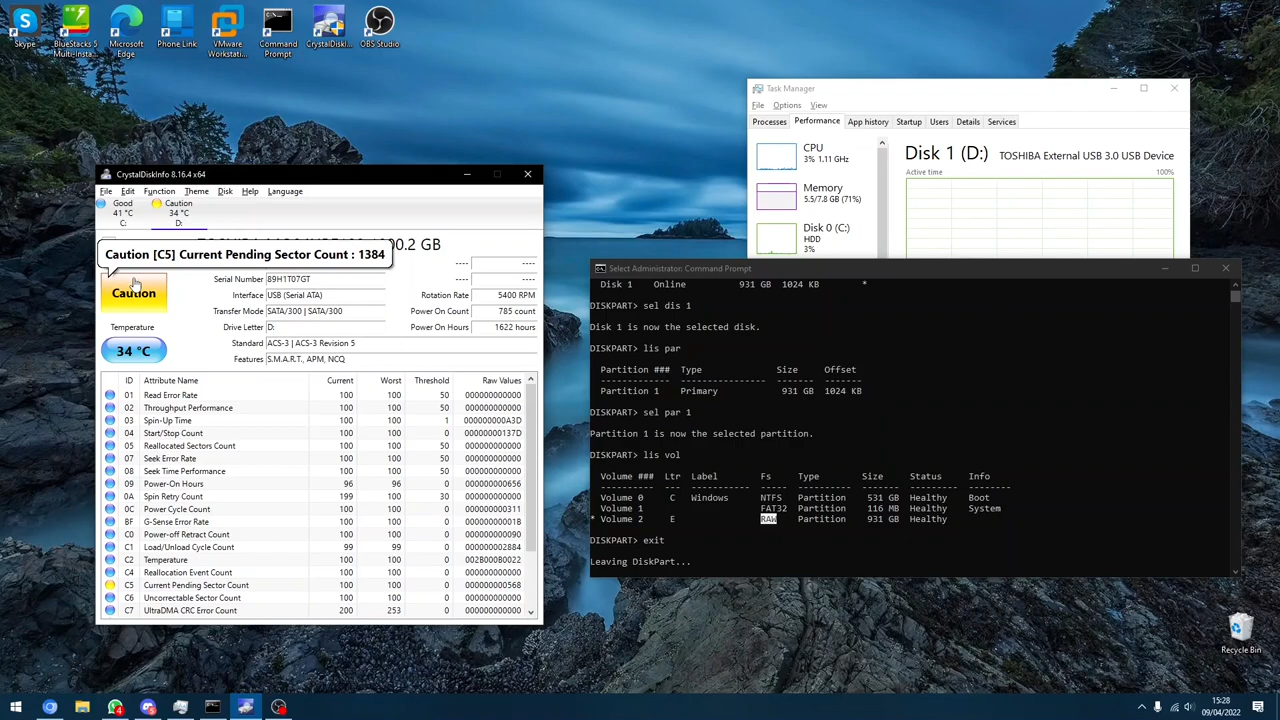 Skype
BlueStacks 5
Multi-Insta...
Microsoft
Edge
Phone Link
VMware
Workstati...
Command
Prompt
CrystalDiskI...
OBS Studio
Task Manager
File Options View
Processes Performance App history Startup Users Details Services
CPU
3% 1.11 GHz
Memory
5.5/7.8 GB (71%)
Disk 0 (C:)
HDD
3%
Disk 1 (D:) TOSHIBA External USB 3.0 USB Device
Active time 100%
CrystalDiskInfo 8.16.4 x64
File Edit Function Theme Disk Help Language
Good
41 °C
C:
Caution
34 °C
D:
Caution [C5] Current Pending Sector Count : 1384
Caution
Temperature
34 °C
---- ----
Serial Number 89H1T07GT ---- ----
Interface USB (Serial ATA) Rotation Rate 5400 RPM
Transfer Mode SATA/300 | SATA/300 Power On Count 785 count
Drive Letter D: Power On Hours 1622 hours
Standard ACS-3 | ACS-3 Revision 5
Features S.M.A.R.T., APM, NCQ
ID Attribute Name Current Worst Threshold Raw Values
01 Read Error Rate 100 100 50 000000000000
02 Throughput Performance 100 100 50 000000000000
03 Spin-Up Time 100 100 1 000000000A3D
04 Start/Stop Count 100 100 0 00000000137D
05 Reallocated Sectors Count 100 100 50 000000000000
07 Seek Error Rate 100 100 50 000000000000
08 Seek Time Performance 100 100 50 000000000000
09 Power-On Hours 96 96 0 000000000656
0A Spin Retry Count 199 100 30 000000000000
0C Power Cycle Count 100 100 0 000000000311
BF G-Sense Error Rate 100 100 0 00000000001B
C0 Power-off Retract Count 100 100 0 000000000000
C1 Load/Unload Cycle Count 99 99 0 000000002884
C2 Temperature 100 100 0 002B000B0022
C4 Reallocation Event Count 100 100 0 000000000000
C5 Current Pending Sector Count 100 100 0 000000000568
C6 Uncorrectable Sector Count 100 100 0 000000000000
C7 UltraDMA CRC Error Count 200 253 0 000000000000
Select Administrator: Command Prompt
Disk 1 Online 931 GB 1024 KB *
DISKPART> sel dis 1
Disk 1 is now the selected disk.
DISKPART> lis par
Partition ### Type Size Offset
------------- ---------------- ------- -------
Partition 1 Primary 931 GB 1024 KB
DISKPART> sel par 1
Partition 1 is now the selected partition.
DISKPART> lis vol
Volume ### Ltr Label Fs Type Size Status Info
---------- --- ----------- ----- ---------- ------- --------- --------
Volume 0 C Windows NTFS Partition 531 GB Healthy Boot
Volume 1 FAT32 Partition 116 MB Healthy System
* Volume 2 E RAW Partition 931 GB Healthy
DISKPART> exit
Leaving DiskPart...
Recycle Bin
15:28
09/04/2022